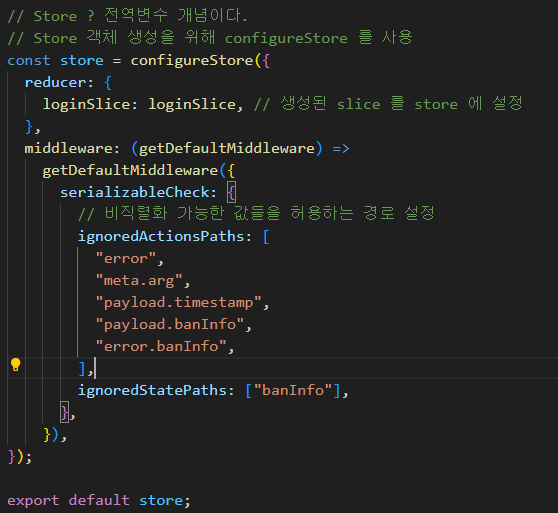 // Store ? 전역변수 개념이다.
// Store 객체 생성을 위해 configureStore 를 사용
const store = configureStore({
  reducer: {
    loginSlice: loginSlice, // 생성된 slice 를 store 에 설정
  },
  middleware: (getDefaultMiddleware) =>
    getDefaultMiddleware({
      serializableCheck: {
        // 비직렬화 가능한 값들을 허용하는 경로 설정
        ignoredActionsPaths: [
          "error",
          "meta.arg",
          "payload.timestamp",
          "payload.banInfo",
          "error.banInfo",
        ],
        ignoredStatePaths: ["banInfo"],
      },
    }),
});
export default store;